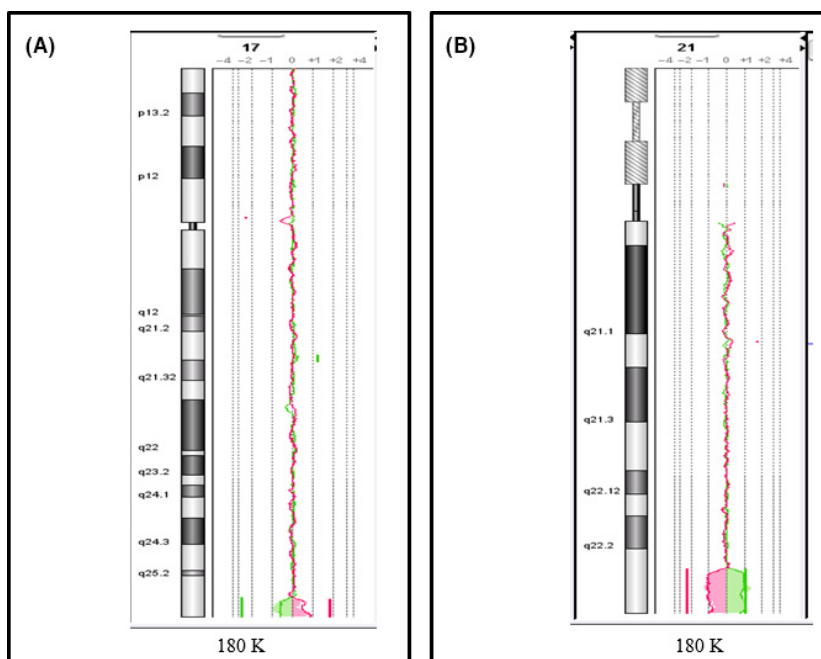 (A)
17
−4 −2 −1 0 +1 +2 +4
p13.2
p12
q12
q21.2
q21.32
q22
q23.2
q24.1
q24.3
q25.2
180 K
(B)
21
−4 −2 −1 0 +1 +2 +4
q21.1
q21.3
q22.12
q22.2
180 K